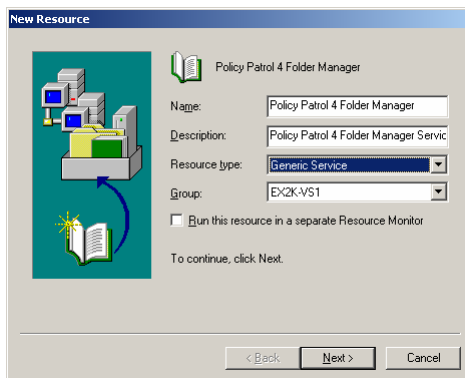 New Resource
Policy Patrol 4 Folder Manager
Name: Policy Patrol 4 Folder Manager
Description: Policy Patrol 4 Folder Manager Servic
Resource type: Generic Service
Group: EX2K-VS1
Run this resource in a separate Resource Monitor
To continue, click Next.
< Back Next > Cancel